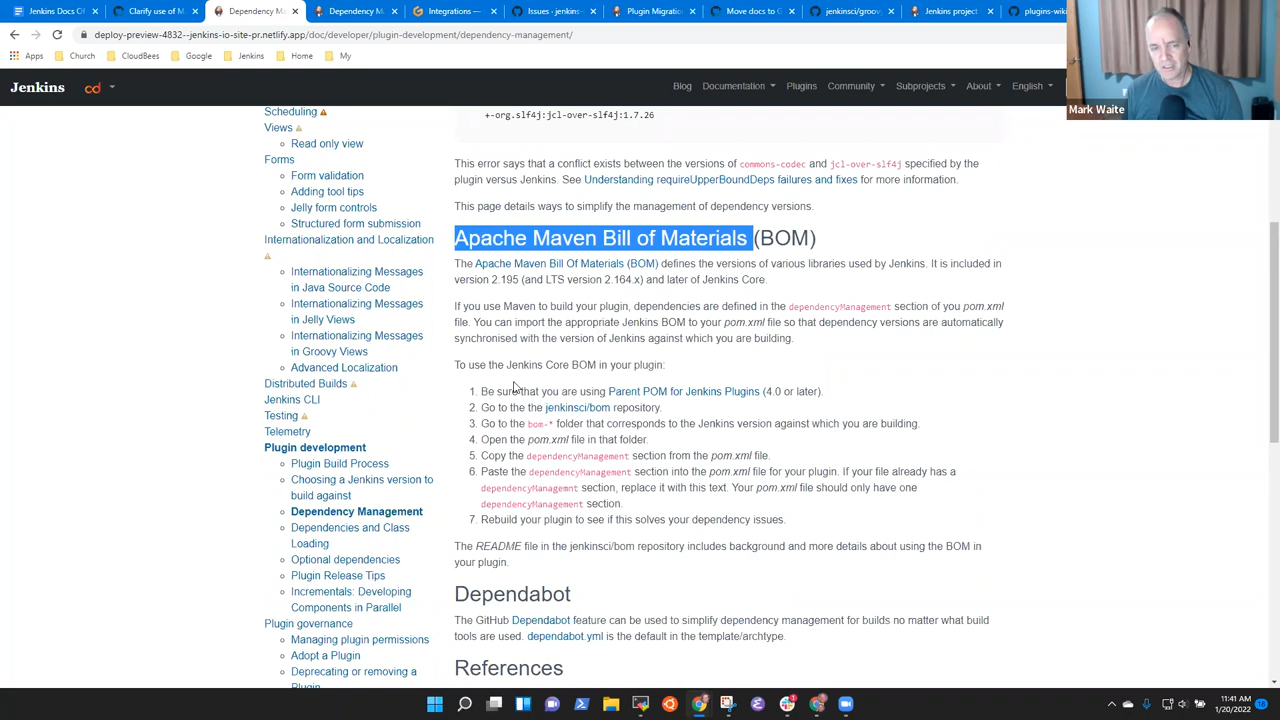 Jenkins Docs Of
Clarify use of M
Dependency Ma
Dependency M
Integrations —
Issues · jenkins
Plugin Migratio
Move docs to G
jenkinsci/groov
Jenkins project
plugins-wik
deploy-preview-4832--jenkins-io-site-pr.netlify.app/doc/developer/plugin-development/dependency-management/
Apps
Church
CloudBees
Google
Jenkins
Home
My
Mark Waite
Jenkins
cd
Blog
Documentation
Plugins
Community
Subprojects
About
English
Scheduling
Views
Read only view
Forms
Form validation
Adding tool tips
Jelly form controls
Structured form submission
Internationalization and Localization
Internationalizing Messages
in Java Source Code
Internationalizing Messages
in Jelly Views
Internationalizing Messages
in Groovy Views
Advanced Localization
Distributed Builds
Jenkins CLI
Testing
Telemetry
Plugin development
Plugin Build Process
Choosing a Jenkins version to
build against
Dependency Management
Dependencies and Class
Loading
Optional dependencies
Plugin Release Tips
Incrementals: Developing
Components in Parallel
Plugin governance
Managing plugin permissions
Adopt a Plugin
Deprecating or removing a
Plugin
+-org.slf4j:jcl-over-slf4j:1.7.26
This error says that a conflict exists between the versions of commons-codec and jcl-over-slf4j specified by the
plugin versus Jenkins. See Understanding requireUpperBoundDeps failures and fixes for more information.
This page details ways to simplify the management of dependency versions.
Apache Maven Bill of Materials (BOM)
The Apache Maven Bill Of Materials (BOM) defines the versions of various libraries used by Jenkins. It is included in
version 2.195 (and LTS version 2.164.x) and later of Jenkins Core.
If you use Maven to build your plugin, dependencies are defined in the dependencyManagement section of you pom.xml
file. You can import the appropriate Jenkins BOM to your pom.xml file so that dependency versions are automatically
synchronised with the version of Jenkins against which you are building.
To use the Jenkins Core BOM in your plugin:
1. Be sure that you are using Parent POM for Jenkins Plugins (4.0 or later).
2. Go to the the jenkinsci/bom repository.
3. Go to the bom-* folder that corresponds to the Jenkins version against which you are building.
4. Open the pom.xml file in that folder.
5. Copy the dependencyManagement section from the pom.xml file.
6. Paste the dependencyManagement section into the pom.xml file for your plugin. If your file already has a
dependencyManagemnt section, replace it with this text. Your pom.xml file should only have one
dependencyManagement section.
7. Rebuild your plugin to see if this solves your dependency issues.
The README file in the jenkinsci/bom repository includes background and more details about using the BOM in
your plugin.
Dependabot
The GitHub Dependabot feature can be used to simplify dependency management for builds no matter what build
tools are used. dependabot.yml is the default in the template/archtype.
References
11:41 AM
1/20/2022